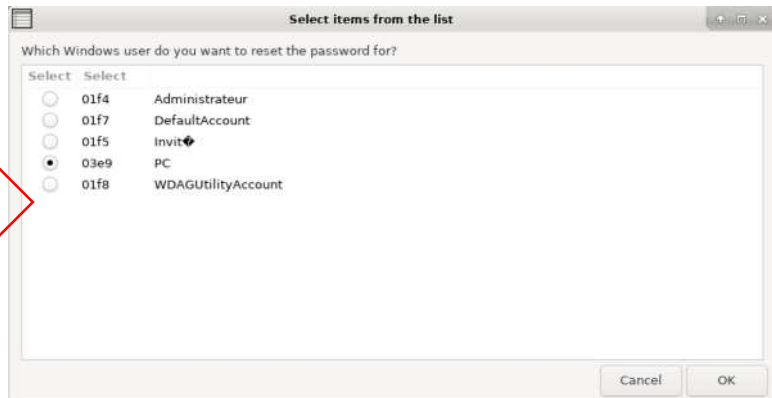 Select items from the list
Which Windows user do you want to reset the password for?
Select Select
01f4 Administrateur
01f7 DefaultAccount
01f5 Invit�
03e9 PC
01f8 WDAGUtilityAccount
Cancel OK